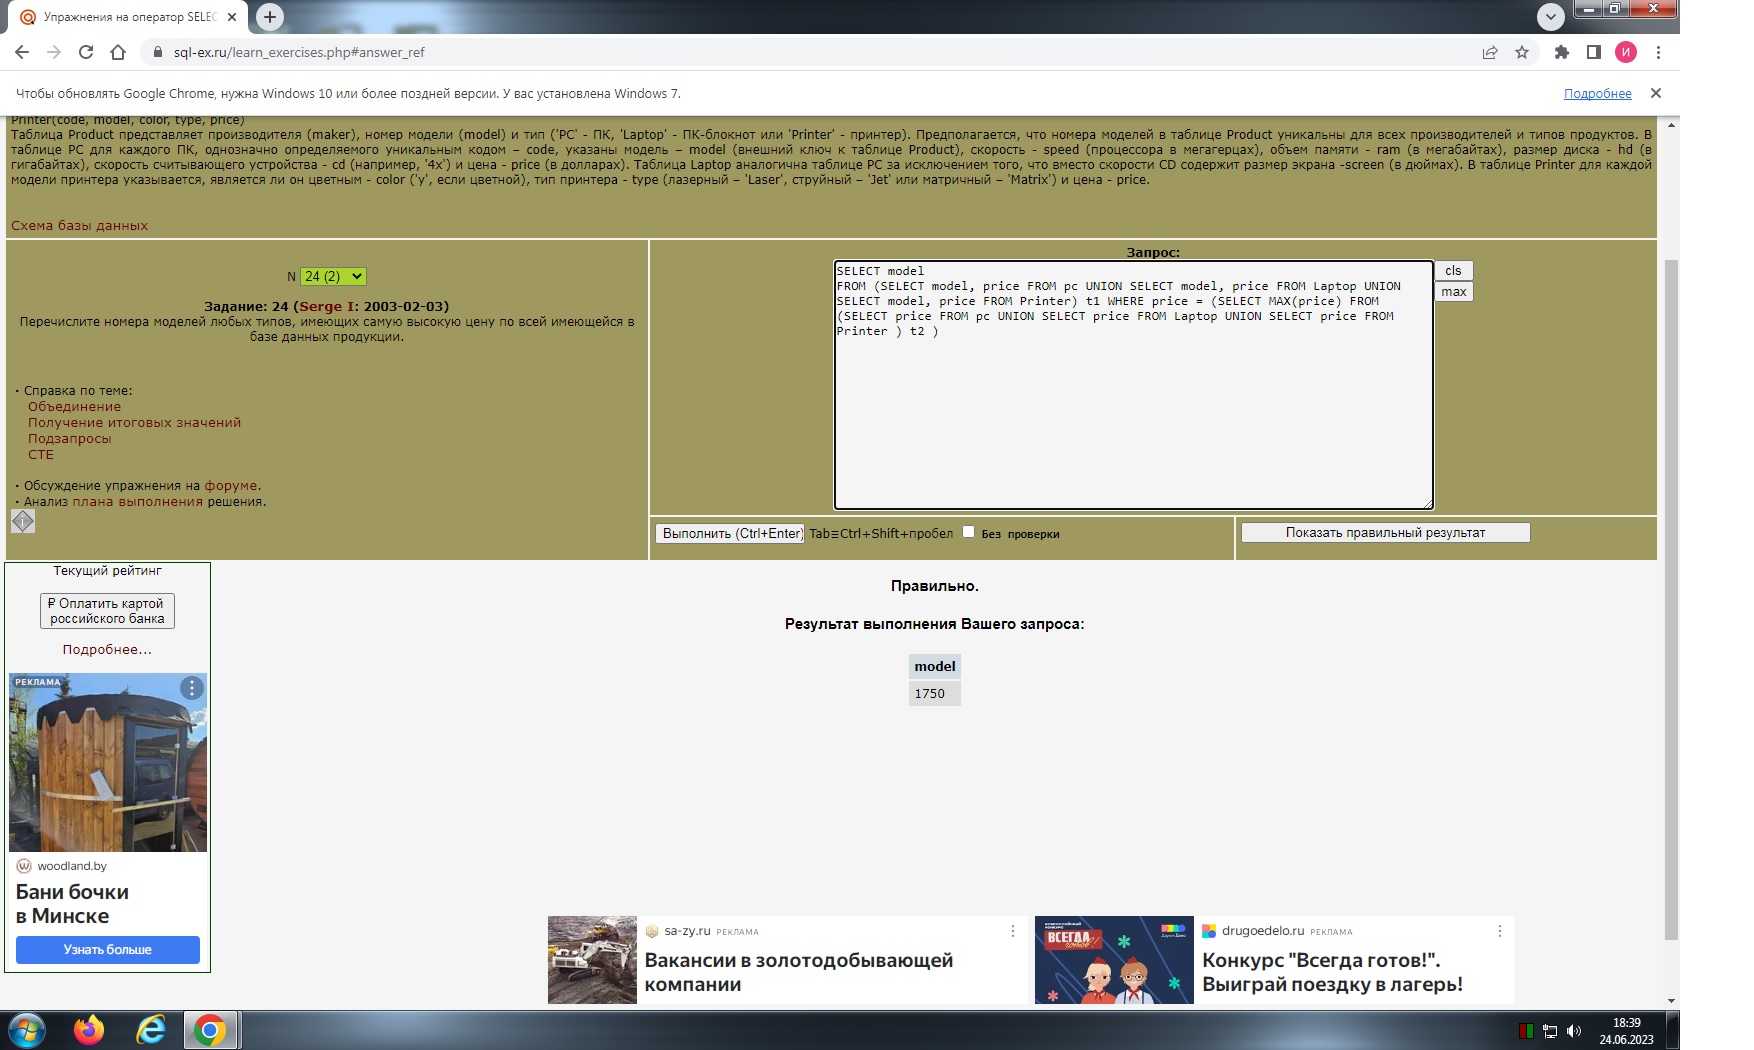 Упражнения на оператор SELEC
sql-ex.ru/learn_exercises.php#answer_ref
И
Чтобы обновлять Google Chrome, нужна Windows 10 или более поздней версии. У вас установлена Windows 7.
Подробнее
Printer(code, model, color, type, price)
Таблица Product представляет производителя (maker), номер модели (model) и тип ('PC' - ПК, 'Laptop' - ПК-блокнот или 'Printer' - принтер). Предполагается, что номера моделей в таблице Product уникальны для всех производителей и типов продуктов. В
таблице PC для каждого ПК, однозначно определяемого уникальным кодом – code, указаны модель – model (внешний ключ к таблице Product), скорость - speed (процессора в мегагерцах), объем памяти - ram (в мегабайтах), размер диска - hd (в
гигабайтах), скорость считывающего устройства - cd (например, '4x') и цена - price (в долларах). Таблица Laptop аналогична таблице РС за исключением того, что вместо скорости CD содержит размер экрана -screen (в дюймах). В таблице Printer для каждой
модели принтера указывается, является ли он цветным - color ('y', если цветной), тип принтера - type (лазерный – 'Laser', струйный – 'Jet' или матричный – 'Matrix') и цена - price.
Схема базы данных
N 24 (2)
Задание: 24 (Serge I: 2003-02-03)
Перечислите номера моделей любых типов, имеющих самую высокую цену по всей имеющейся в
базе данных продукции.
· Справка по теме:
Объединение
Получение итоговых значений
Подзапросы
CTE
· Обсуждение упражнения на форуме.
· Анализ плана выполнения решения.
Запрос:
SELECT model
FROM (SELECT model, price FROM pc UNION SELECT model, price FROM Laptop UNION
SELECT model, price FROM Printer) t1 WHERE price = (SELECT MAX(price) FROM
(SELECT price FROM pc UNION SELECT price FROM Laptop UNION SELECT price FROM
Printer ) t2 )
cls
max
Выполнить (Ctrl+Enter) Tab≡Ctrl+Shift+пробел Без проверки
Показать правильный результат
Текущий рейтинг
₽ Оплатить картой
российского банка
Подробнее...
РЕКЛАМА
woodland.by
Бани бочки
в Минске
Узнать больше
Правильно.
Результат выполнения Вашего запроса:
model
1750
sa-zy.ru РЕКЛАМА
Вакансии в золотодобывающей
компании
ВСЕГДА
готов!
drugoedelo.ru РЕКЛАМА
Конкурс "Всегда готов!".
Выиграй поездку в лагерь!
18:39
24.06.2023